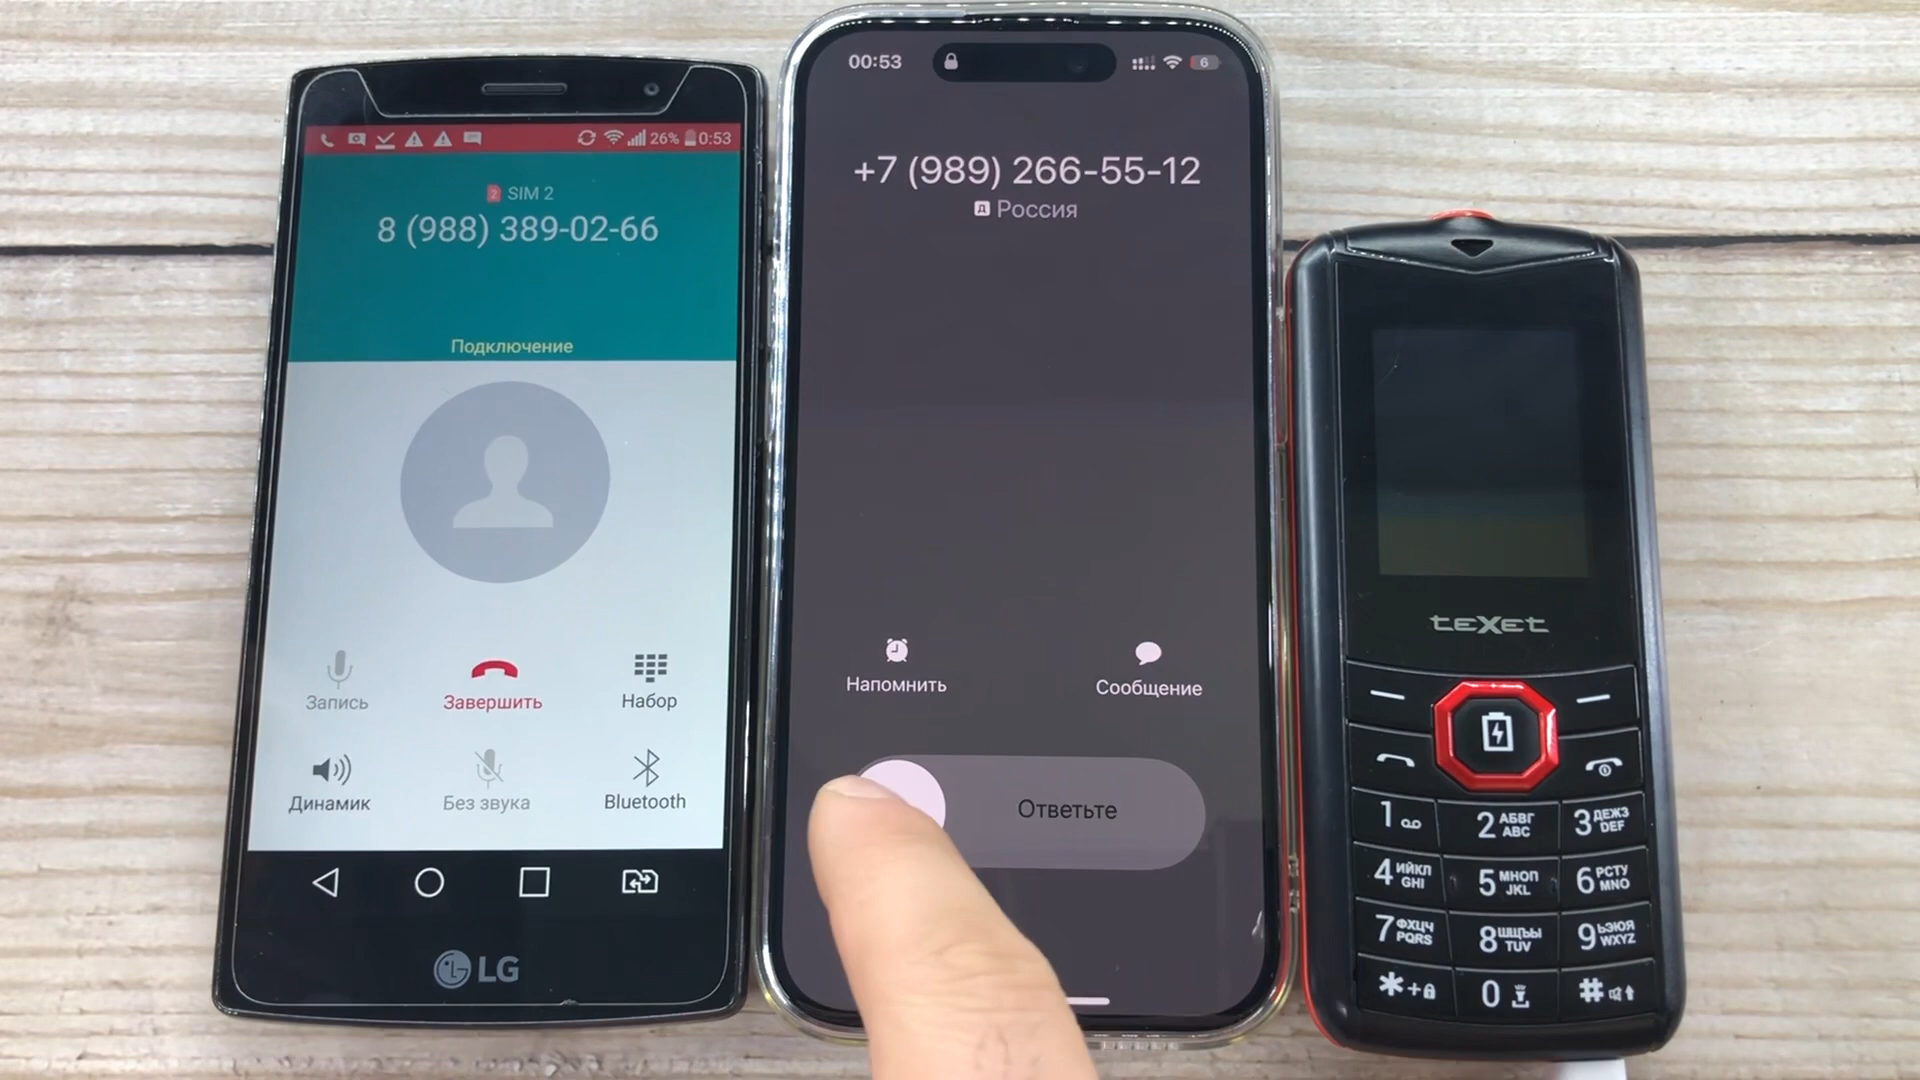 26% 0:53
SIM 2
8 (988) 389-02-66
Подключение
Запись
Завершить
Набор
Динамик
Без звука
Bluetooth
LG
00:53
6
+7 (989) 266-55-12
Д Россия
Напомнить
Сообщение
Ответьте
teXet
1
2 АБВГ ABC
3 ДЕЖЗ DEF
4 ИЙКЛ GHI
5 МНОП JKL
6 РСТУ MNO
7 ФХЦЧ PQRS
8 ШЩЪЫ TUV
9 ЬЭЮЯ WXYZ
*+
0
#